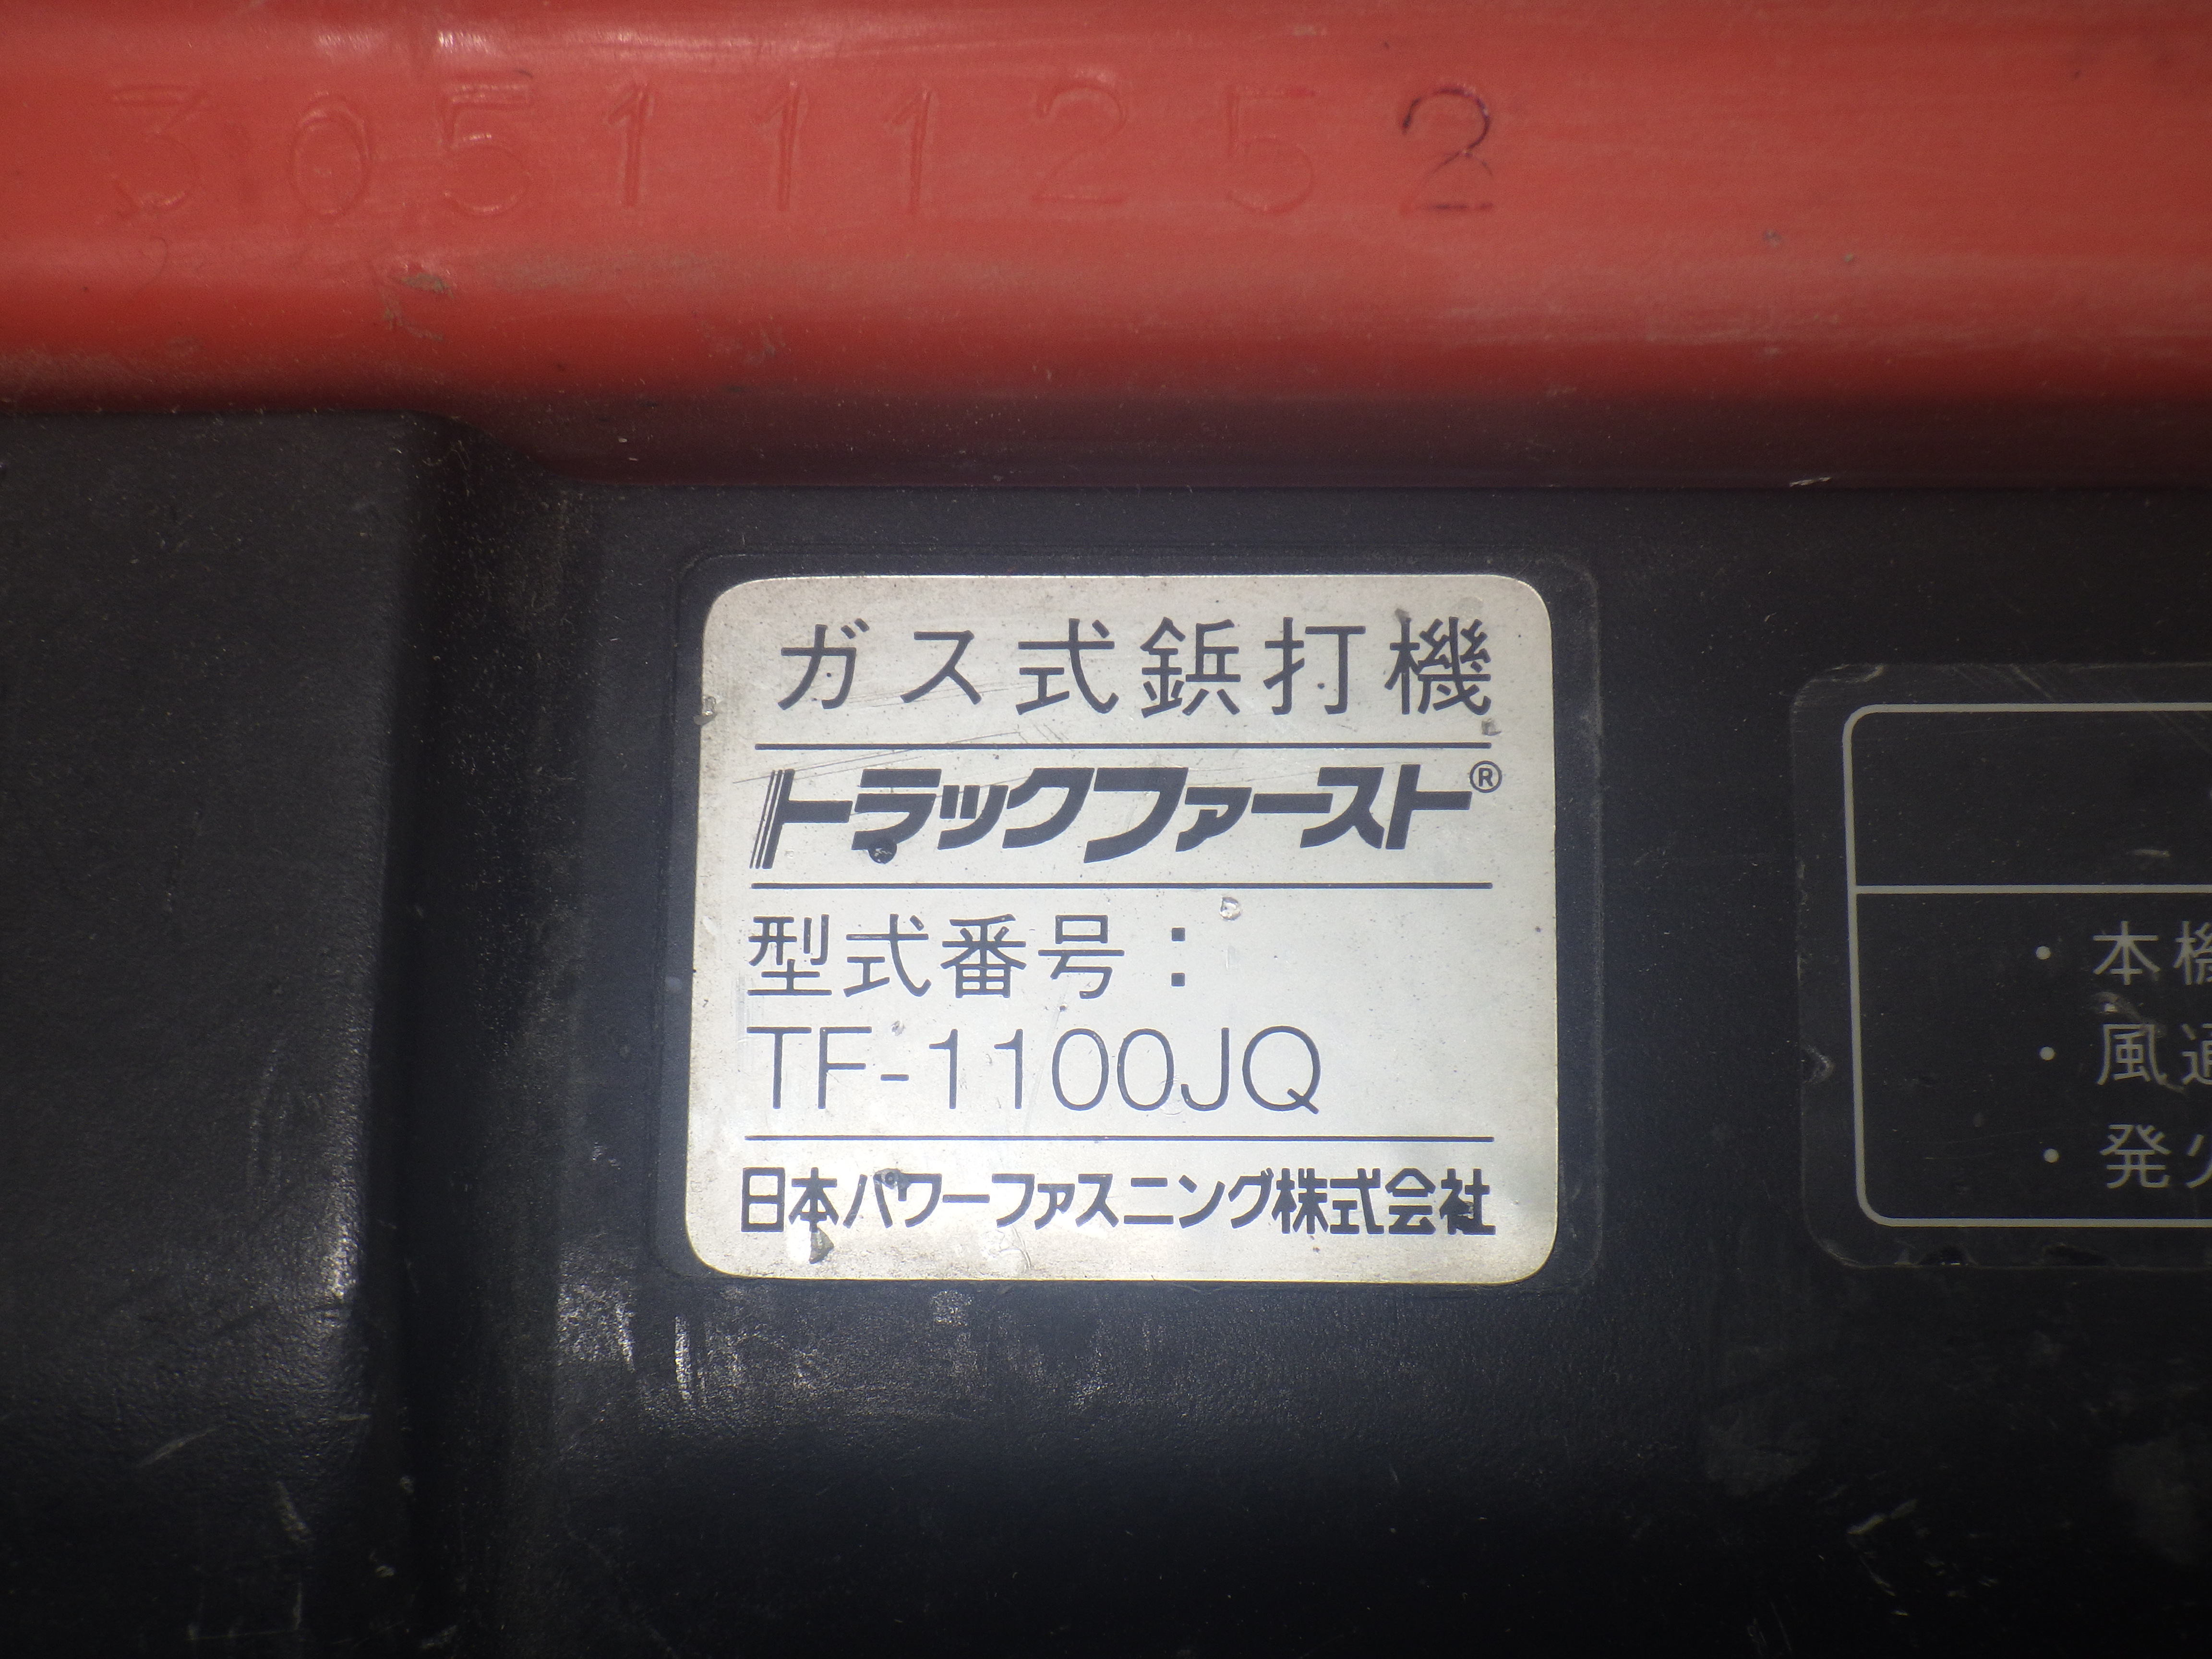 305111252
ガス式鋲打機
トラックファースト®
型式番号：
TF-1100JQ
日本パワーファスニング株式会社
・本機
・風通
・発火